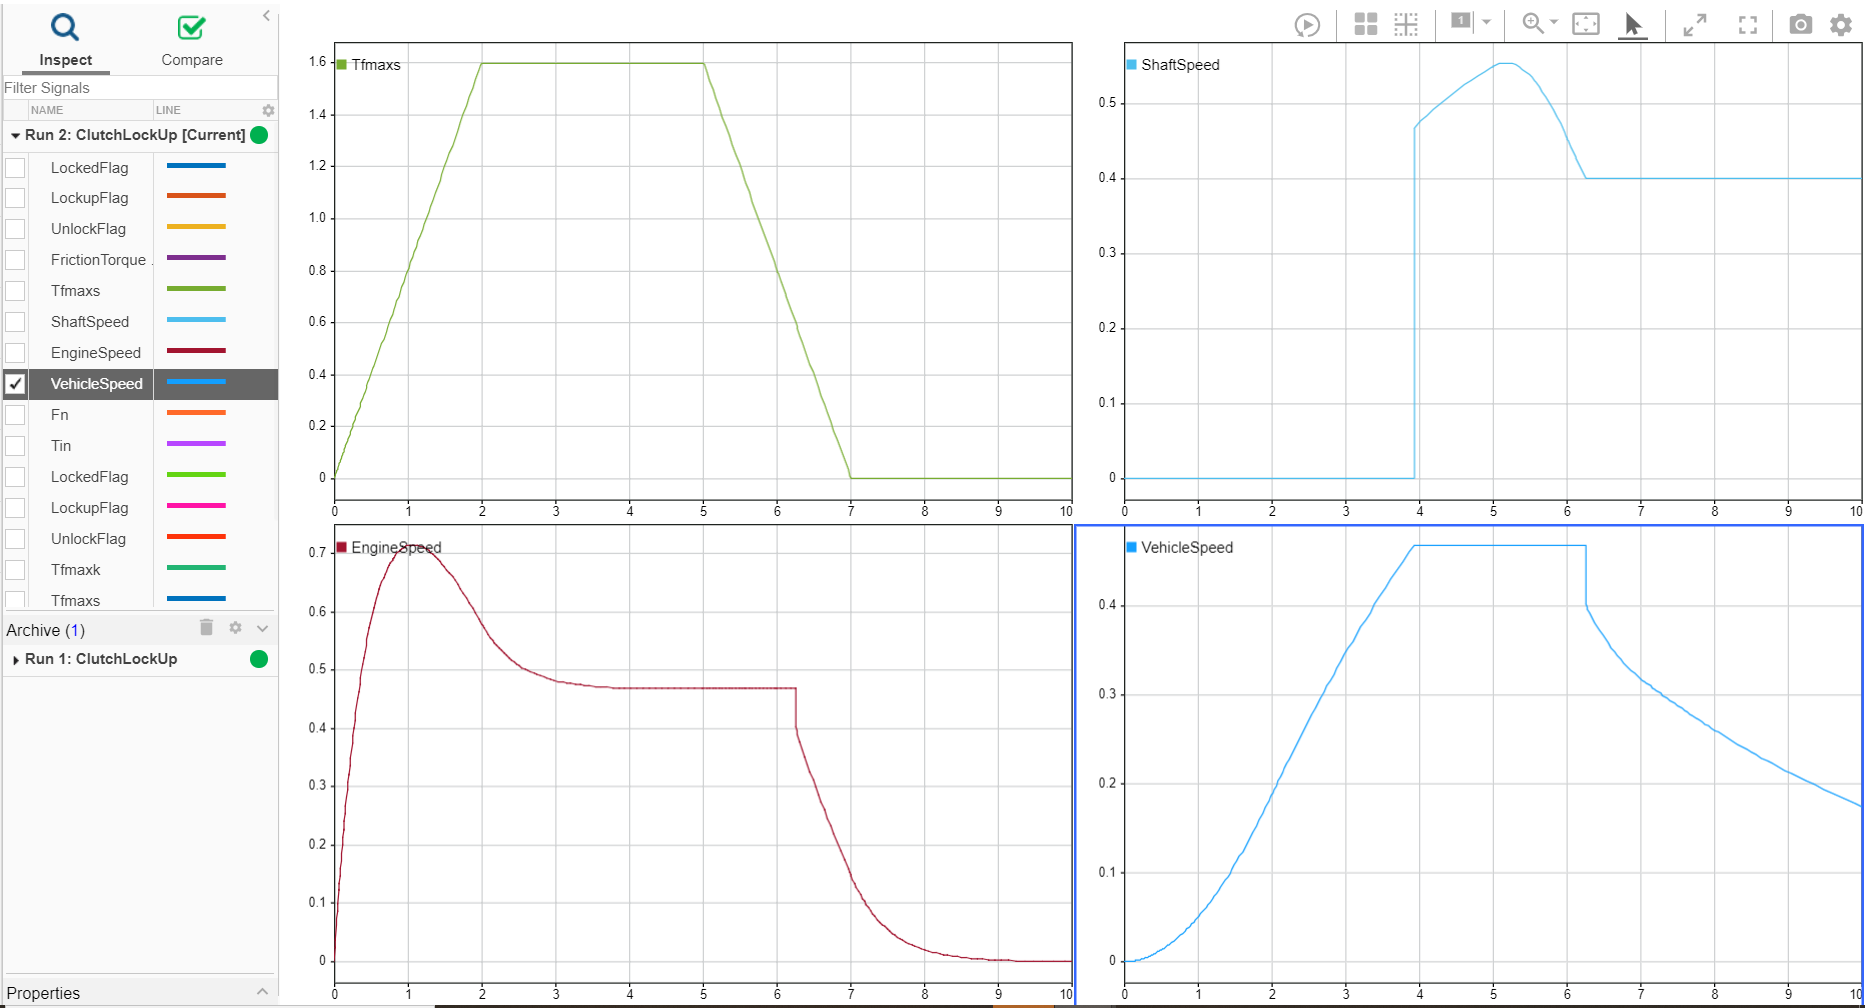 Inspect
Compare
Filter Signals
NAME LINE
Run 2: ClutchLockUp [Current]
LockedFlag
LockupFlag
UnlockFlag
FrictionTorque .
Tfmaxs
ShaftSpeed
EngineSpeed
VehicleSpeed
Fn
Tin
LockedFlag
LockupFlag
UnlockFlag
Tfmaxk
Tfmaxs
Archive (1)
Run 1: ClutchLockUp
Properties
1
Tfmaxs
1.6
1.4
1.2
1.0
0.8
0.6
0.4
0.2
0
0 1 2 3 4 5 6 7 8 9 10
ShaftSpeed
0.5
0.4
0.3
0.2
0.1
0
0 1 2 3 4 5 6 7 8 9 10
EngineSpeed
0.7
0.6
0.5
0.4
0.3
0.2
0.1
0
0 1 2 3 4 5 6 7 8 9 10
VehicleSpeed
0.4
0.3
0.2
0.1
0
0 1 2 3 4 5 6 7 8 9 10